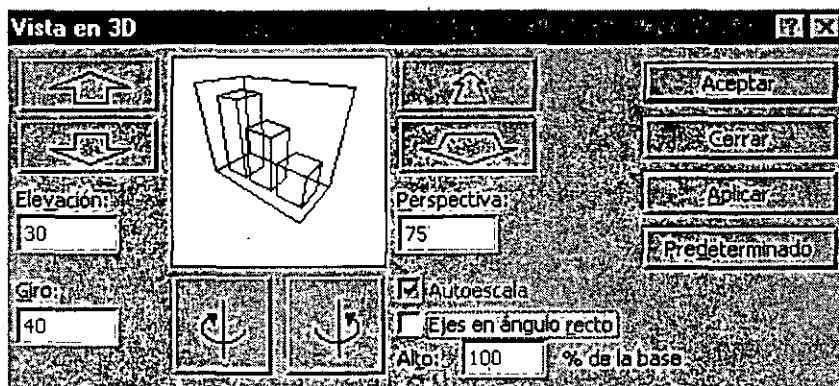 Vista en 3D
Aceptar
Cerrar
Aplicar
Predeterminado
Elevación:
30
Perspectiva:
75
Giro:
40
Autoescala
Ejes en ángulo recto
Alto: 100 % de la base